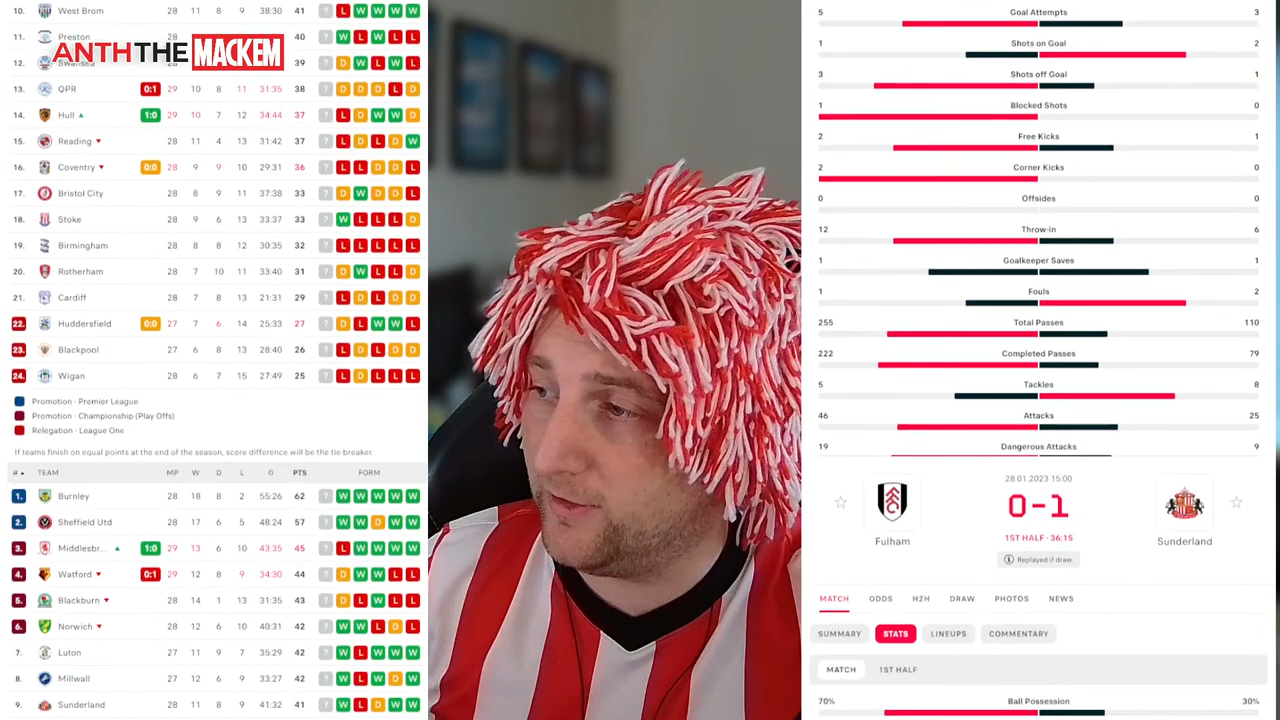 10. West Brom 28 11 8 9 38:30 41 ? L W W W W
11. Preston 28 40 ? W L W L L
ANTHTHE MACKEM
12. Swansea 28 39 ? D W L W L
13. QPR 0:1 29 10 8 11 31:35 38 ? D D D L D
14. Hull 1:0 29 10 7 12 34:44 37 ? L D W W D
15. Reading 28 11 4 13 31:42 37 ? L D L D W
16. Coventry 0:0 28 9 9 10 29:31 36 ? L L D D L
17. Bristol City 28 8 9 11 37:38 33 ? D W D D L
18. Stoke 28 9 6 13 33:37 33 ? W L L L D
19. Birmingham 28 8 8 12 30:35 32 ? L L L L L
20. Rotherham 28 7 10 11 33:40 31 ? D W L L D
21. Cardiff 28 7 8 13 21:31 29 ? L D L D D
22. Huddersfield 0:0 27 7 6 14 25:33 27 ? D L W W L
23. Blackpool 27 6 8 13 28:40 26 ? L D L D D
24. Wigan 28 6 7 15 27:49 25 ? L D L L L
Promotion - Premier League
Promotion - Championship (Play Offs)
Relegation - League One
If teams finish on equal points at the end of the season, score difference will be the tie-breaker.
# TEAM MP W D L G PTS FORM
1. Burnley 28 18 8 2 55:26 62 ? W W W W W
2. Sheffield Utd 28 17 6 5 48:24 57 ? W W D W W
3. Middlesbr... 1:0 29 13 6 10 43:35 45 ? L W W W W
4. Watford 0:1 29 12 8 9 34:30 44 ? D W W L L
5. Blackburn 28 14 1 13 31:35 43 ? D L W L L
6. Norwich 28 12 6 10 40:31 42 ? W W L D L
7. Luton 27 11 9 7 35:29 42 ? W L W W W
8. Millwall 27 12 6 9 33:27 42 ? W L W D W
9. Sunderland 28 11 8 9 41:32 41 ? W L D W W
5 Goal Attempts 3
1 Shots on Goal 2
3 Shots off Goal 1
1 Blocked Shots 0
2 Free Kicks 1
2 Corner Kicks 0
0 Offsides 0
12 Throw-in 6
1 Goalkeeper Saves 1
1 Fouls 2
255 Total Passes 110
222 Completed Passes 79
5 Tackles 8
46 Attacks 25
19 Dangerous Attacks 9
28.01.2023 15:00
0-1
1ST HALF - 36:15
Fulham Sunderland
Replayed if draw.
MATCH ODDS H2H DRAW PHOTOS NEWS
SUMMARY STATS LINEUPS COMMENTARY
MATCH 1ST HALF
70% Ball Possession 30%